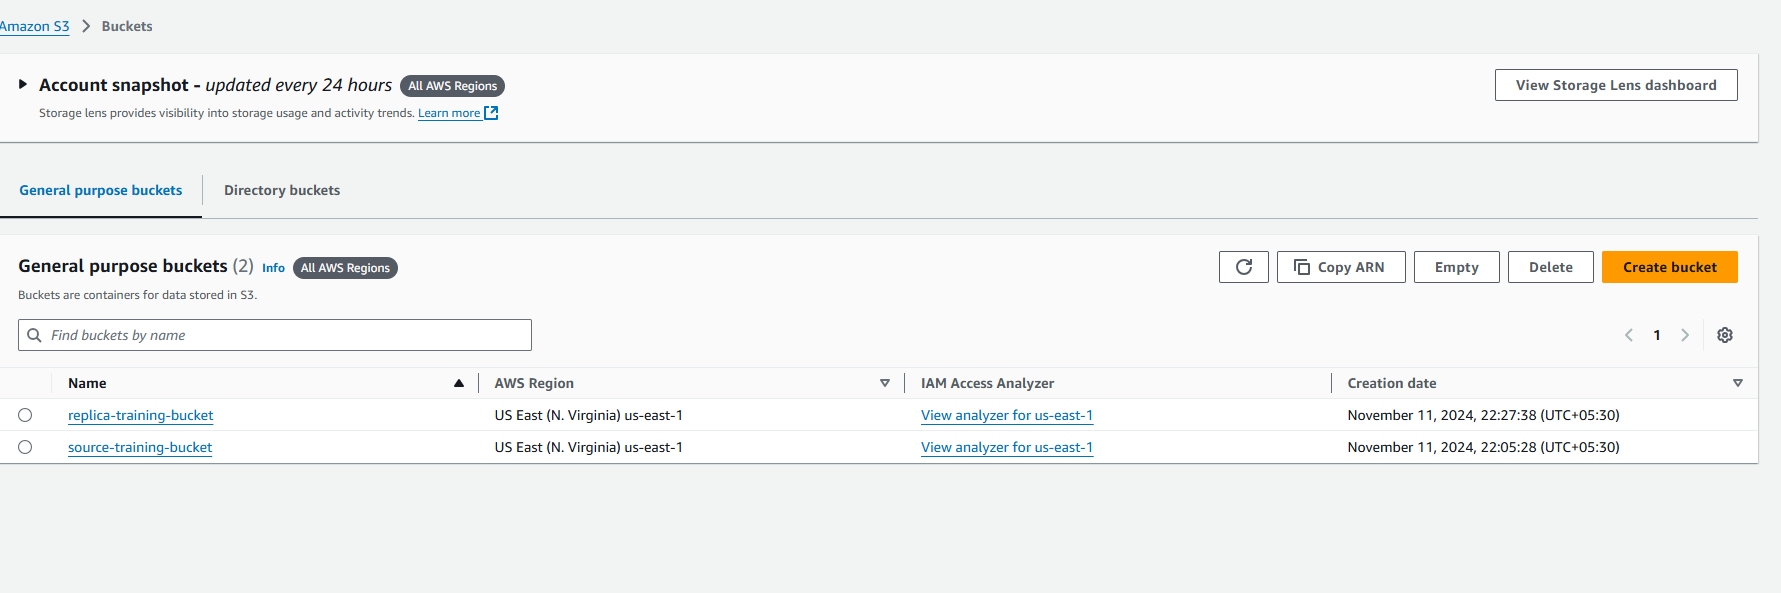 Amazon S3 > Buckets
Account snapshot - updated every 24 hours All AWS Regions View Storage Lens dashboard
Storage lens provides visibility into storage usage and activity trends. Learn more
General purpose buckets Directory buckets
General purpose buckets (2) Info All AWS Regions Copy ARN Empty Delete Create bucket
Buckets are containers for data stored in S3.
Find buckets by name 1
Name AWS Region IAM Access Analyzer Creation date
replica-training-bucket US East (N. Virginia) us-east-1 View analyzer for us-east-1 November 11, 2024, 22:27:38 (UTC+05:30)
source-training-bucket US East (N. Virginia) us-east-1 View analyzer for us-east-1 November 11, 2024, 22:05:28 (UTC+05:30)